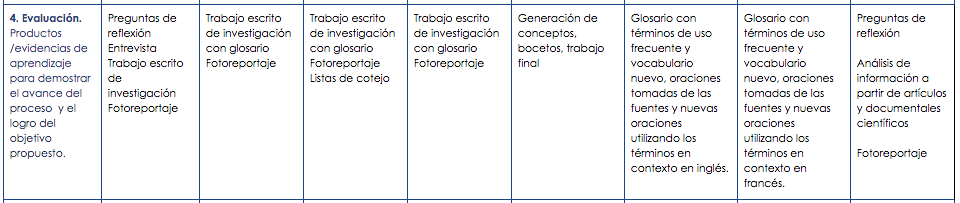 4. Evaluación.
Productos
/evidencias de
aprendizaje
para demostrar
el avance del
proceso y el
logro del
objetivo
propuesto.
Preguntas de
reflexión
Entrevista
Trabajo escrito
de
investigación
Fotoreportaje
Trabajo escrito
de investigación
con glosario
Fotoreportaje
Trabajo escrito
de investigación
con glosario
Fotoreportaje
Listas de cotejo
Trabajo escrito
de investigación
con glosario
Fotoreportaje
Generación de
conceptos,
bocetos, trabajo
final
Glosario con
términos de uso
frecuente y
vocabulario
nuevo, oraciones
tomadas de las
fuentes y nuevas
oraciones
utilizando los
términos en
contexto en inglés.
Glosario con
términos de uso
frecuente y
vocabulario
nuevo, oraciones
tomadas de las
fuentes y nuevas
oraciones
utilizando los
términos en
contexto en
francés.
Preguntas de
reflexión
Análisis de
información a
partir de artículos
y documentales
científicos
Fotoreportaje